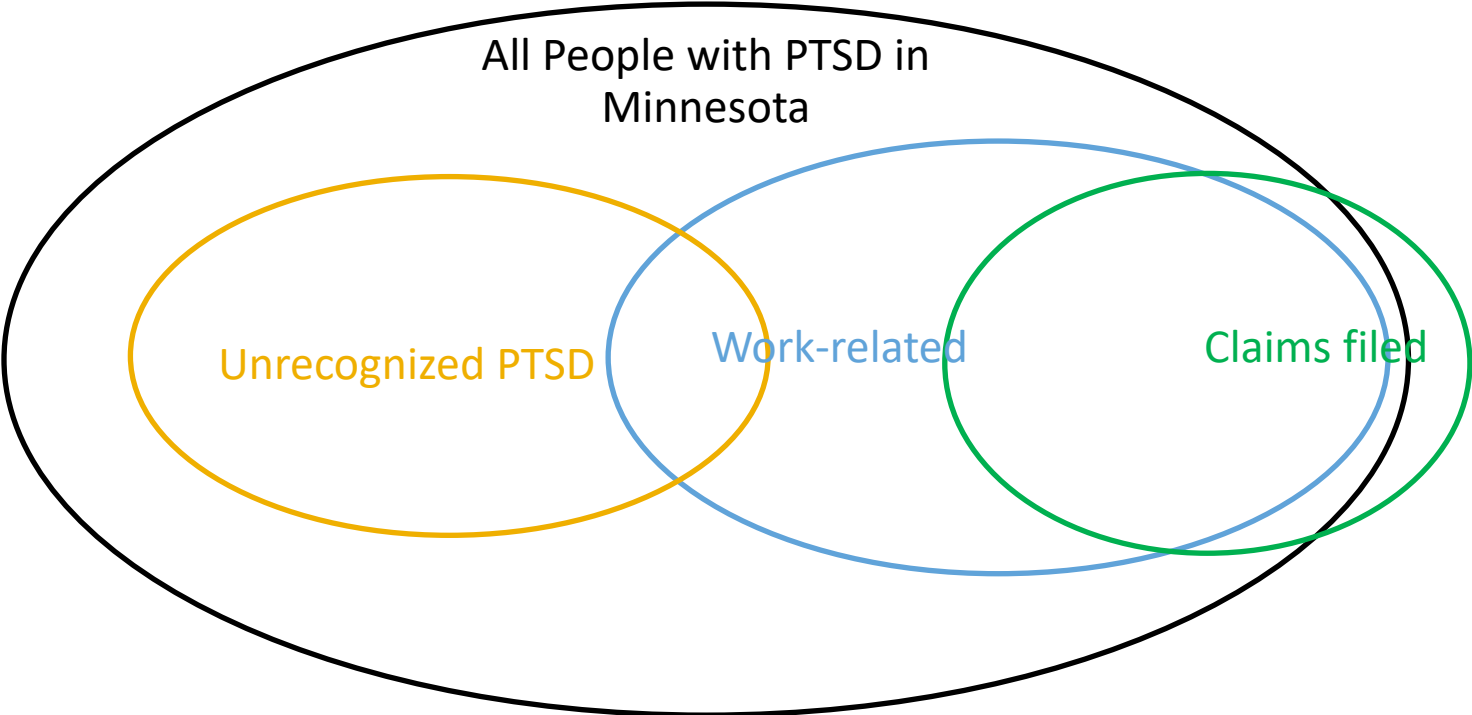 All People with PTSD in
Minnesota
Unrecognized PTSD
Work-related
Claims filed